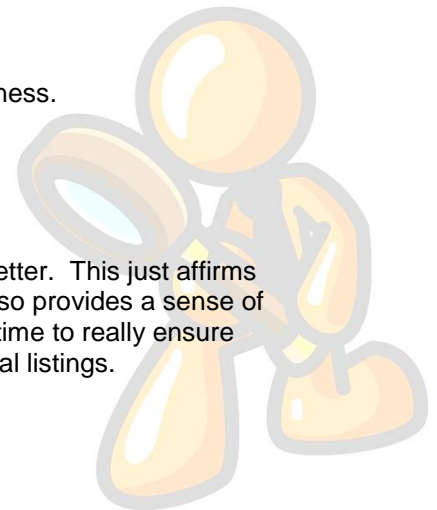 ness.
etter. This just affirms
so provides a sense of
time to really ensure
al listings.